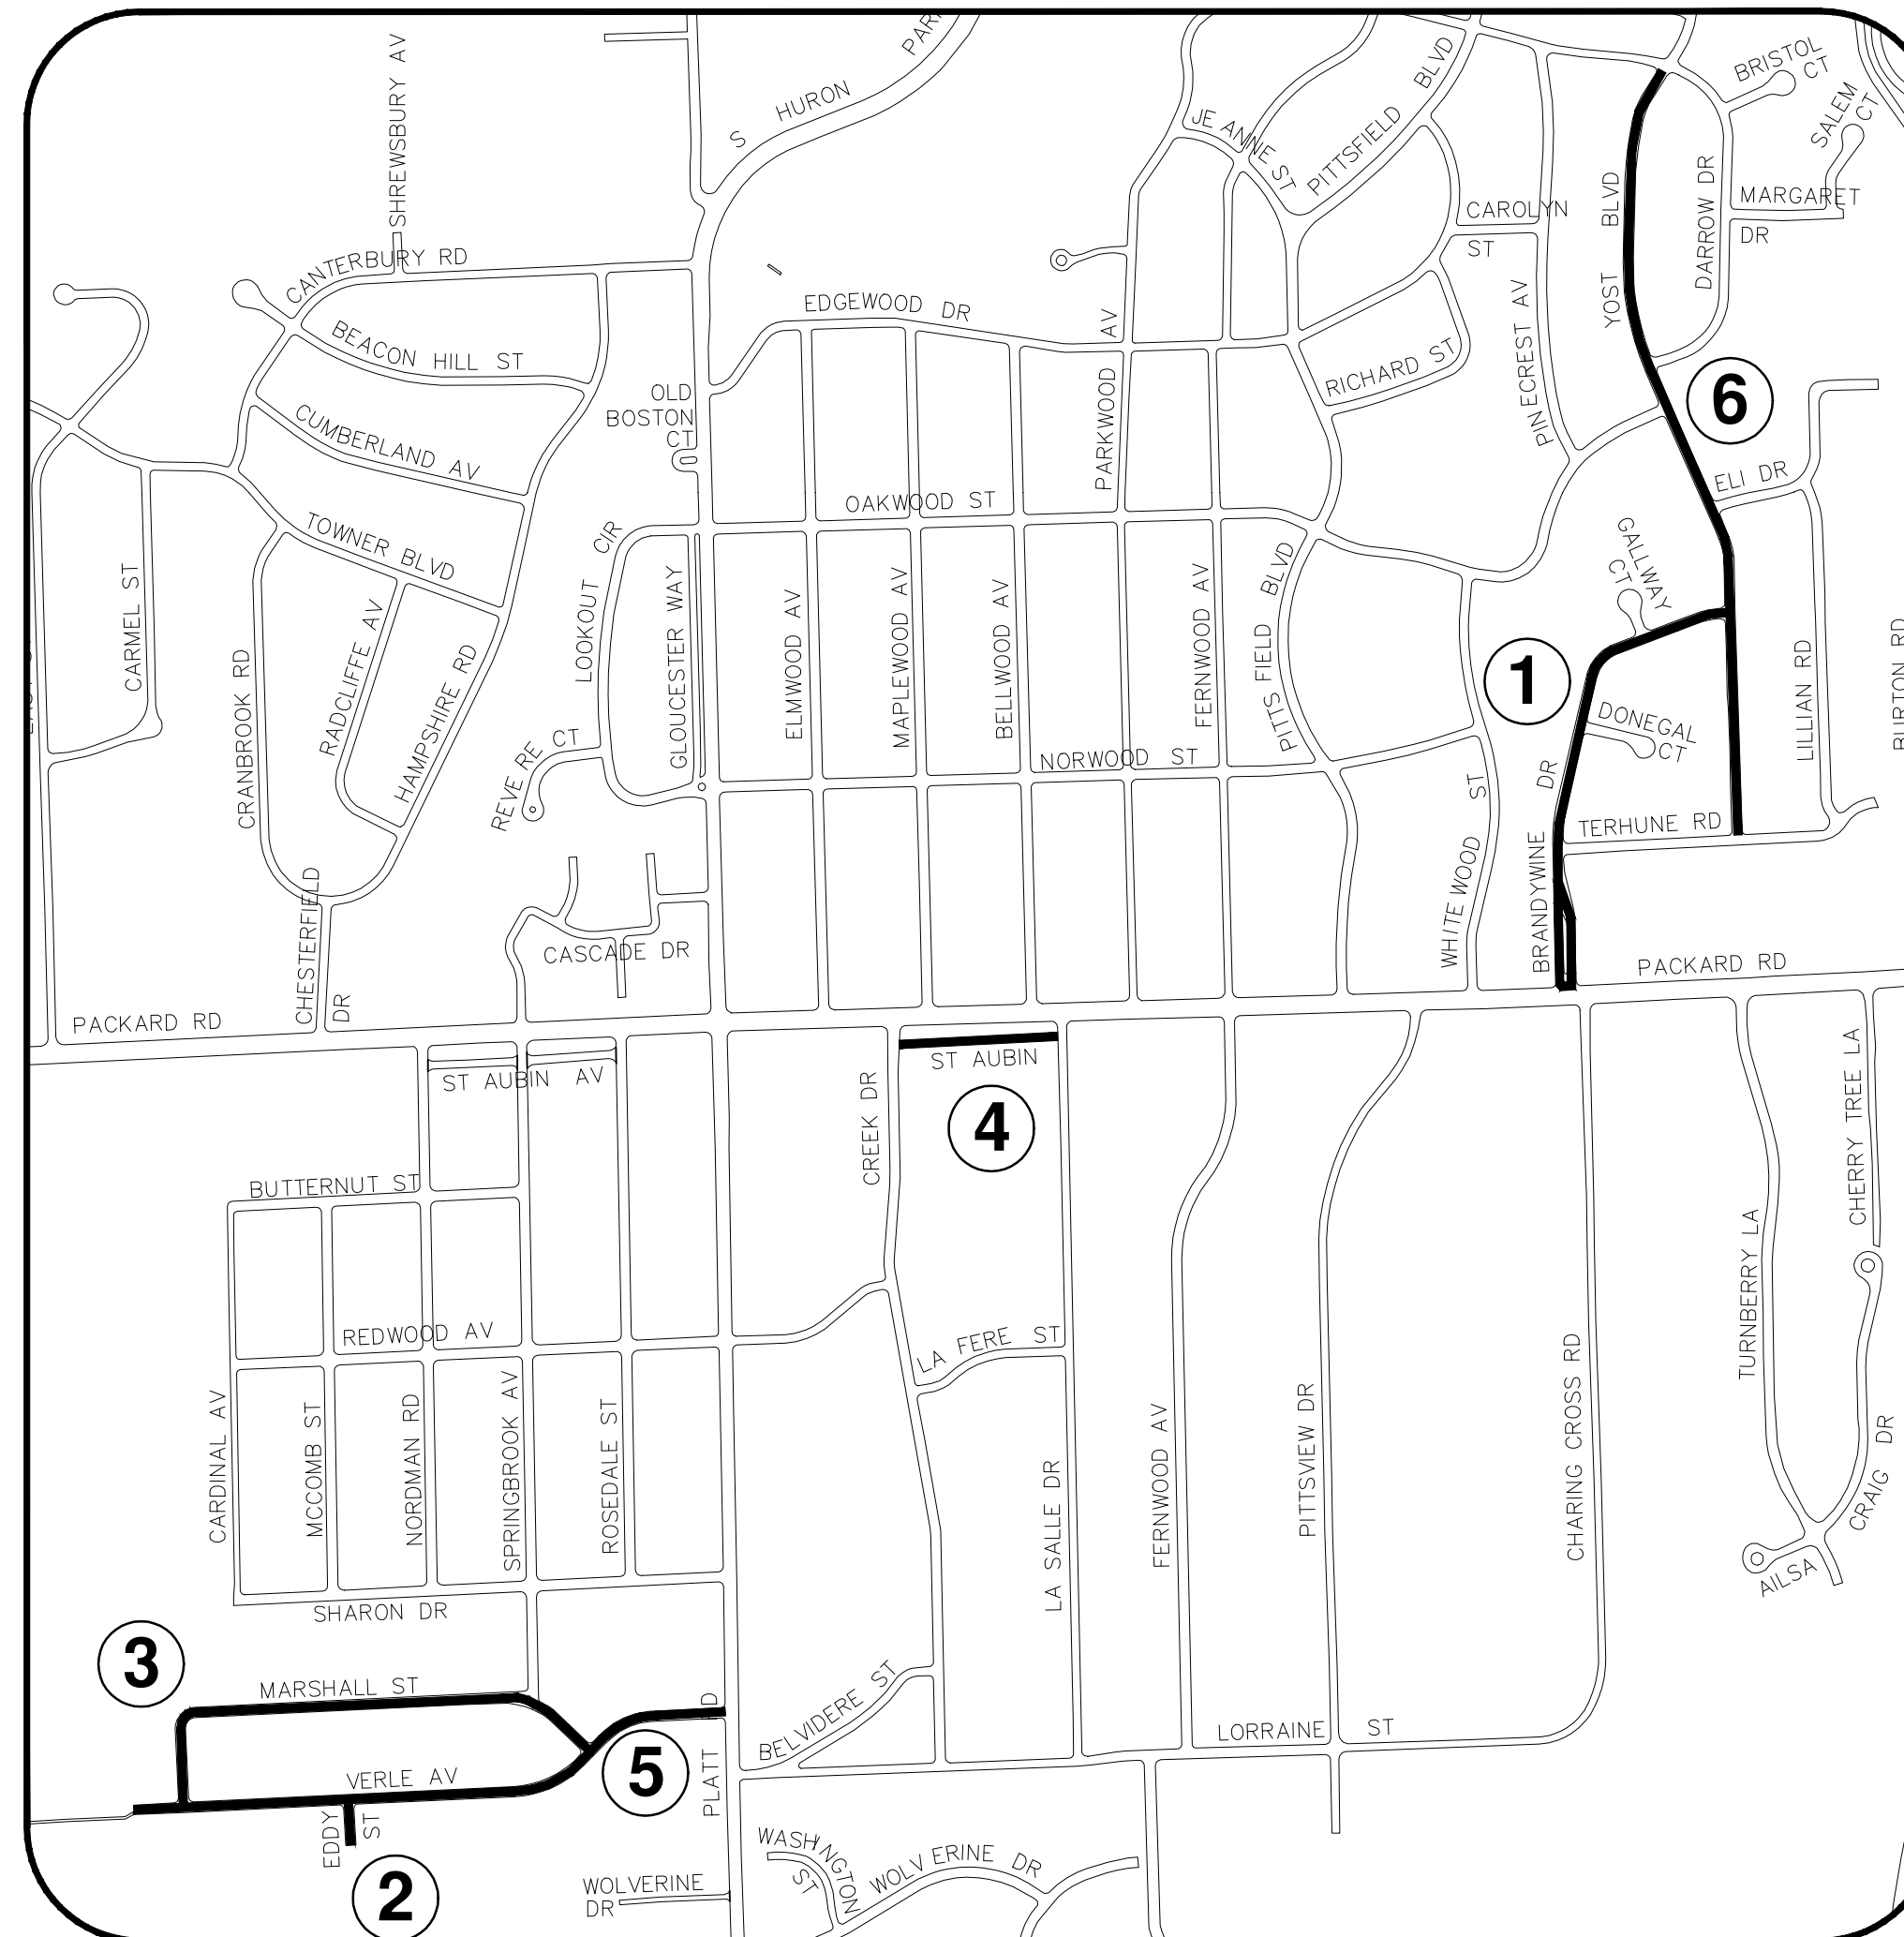 SHREWSBURY AV
S HURON PAR
BRISTOL
CT
SALEM
CT
JEANNE ST
PITTSFIELD BLVD
MARGARET
DR
CAROLYN
ST
YOST BLVD
DARROW DR
CANTERBURY RD
BEACON HILL ST
EDGEWOOD DR
PARKWOOD AV
RICHARD ST
PINECREST AV
6
OLD
BOSTON
CT
CUMBERLAND AV
OAKWOOD ST
ELI DR
TOWNER BLVD
LOOKOUT CIR
GALLWAY
CT
CARMEL ST
CRANBROOK RD
RADCLIFFE AV
HAMPSHIRE RD
GLOUCESTER WAY
ELMWOOD AV
MAPLEWOOD AV
BELLWOOD AV
FERNWOOD AV
PITTSFIELD BLVD
1
DONEGAL
CT
LILLIAN RD
BURTON RD
REVERE CT
NORWOOD ST
WHITEWOOD ST
BRANDYWINE DR
TERHUNE RD
CHESTERFIELD
DR
CASCADE DR
PACKARD RD
PACKARD RD
ST AUBIN AV
ST AUBIN
4
CREEK DR
CHERRY TREE LA
BUTTERNUT ST
TURNBERRY LA
REDWOOD AV
LA FERE ST
CARDINAL AV
MCCOMB ST
NORDMAN RD
SPRINGBROOK AV
ROSEDALE ST
LA SALLE DR
FERNWOOD AV
PITTSVIEW DR
CHARING CROSS RD
CRAIG DR
AILSA
SHARON DR
3
MARSHALL ST
BELVIDERE ST
LORRAINE ST
VERLE AV
5
PLATT RD
EDDY
ST
2
WASHINGTON
ST
WOLVERINE DR
WOLVERINE
DR